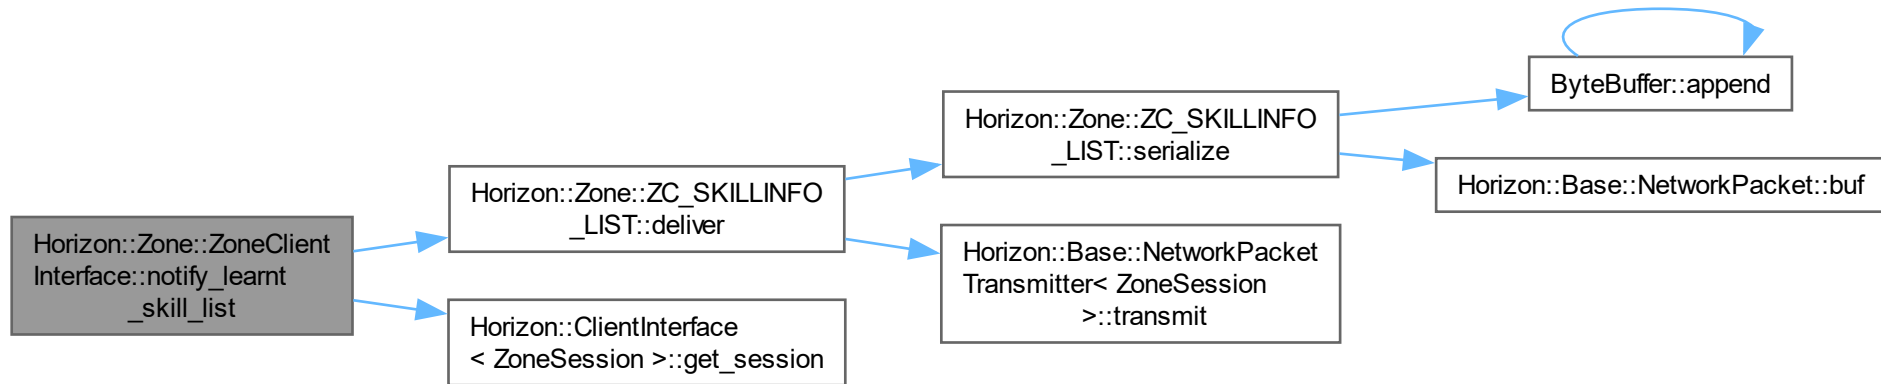 Horizon::Zone::ZoneClient
Interface::notify_learnt
_skill_list
Horizon::Zone::ZC_SKILLINFO
_LIST::deliver
Horizon::ClientInterface
< ZoneSession >::get_session
Horizon::Zone::ZC_SKILLINFO
_LIST::serialize
Horizon::Base::NetworkPacket
Transmitter< ZoneSession
>::transmit
ByteBuffer::append
Horizon::Base::NetworkPacket::buf